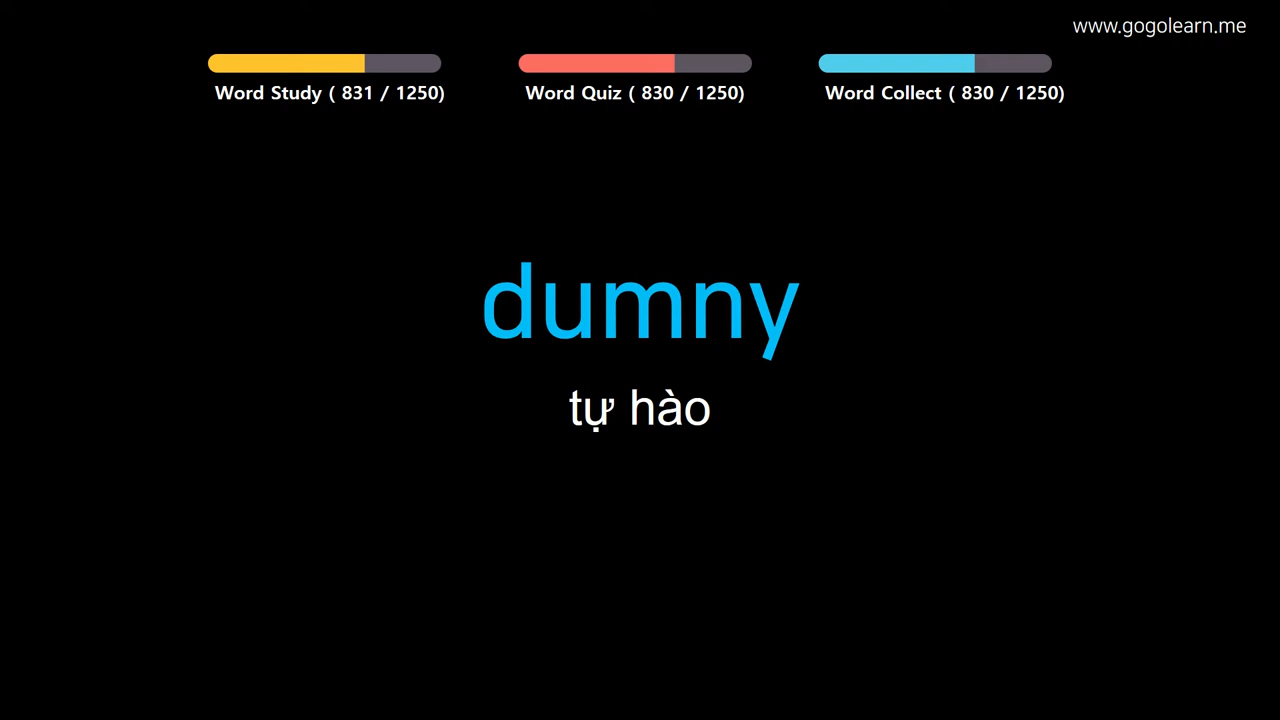 www.gogolearn.me
Word Study ( 831 / 1250)
Word Quiz ( 830 / 1250)
Word Collect ( 830 / 1250)
dumny
tự hào